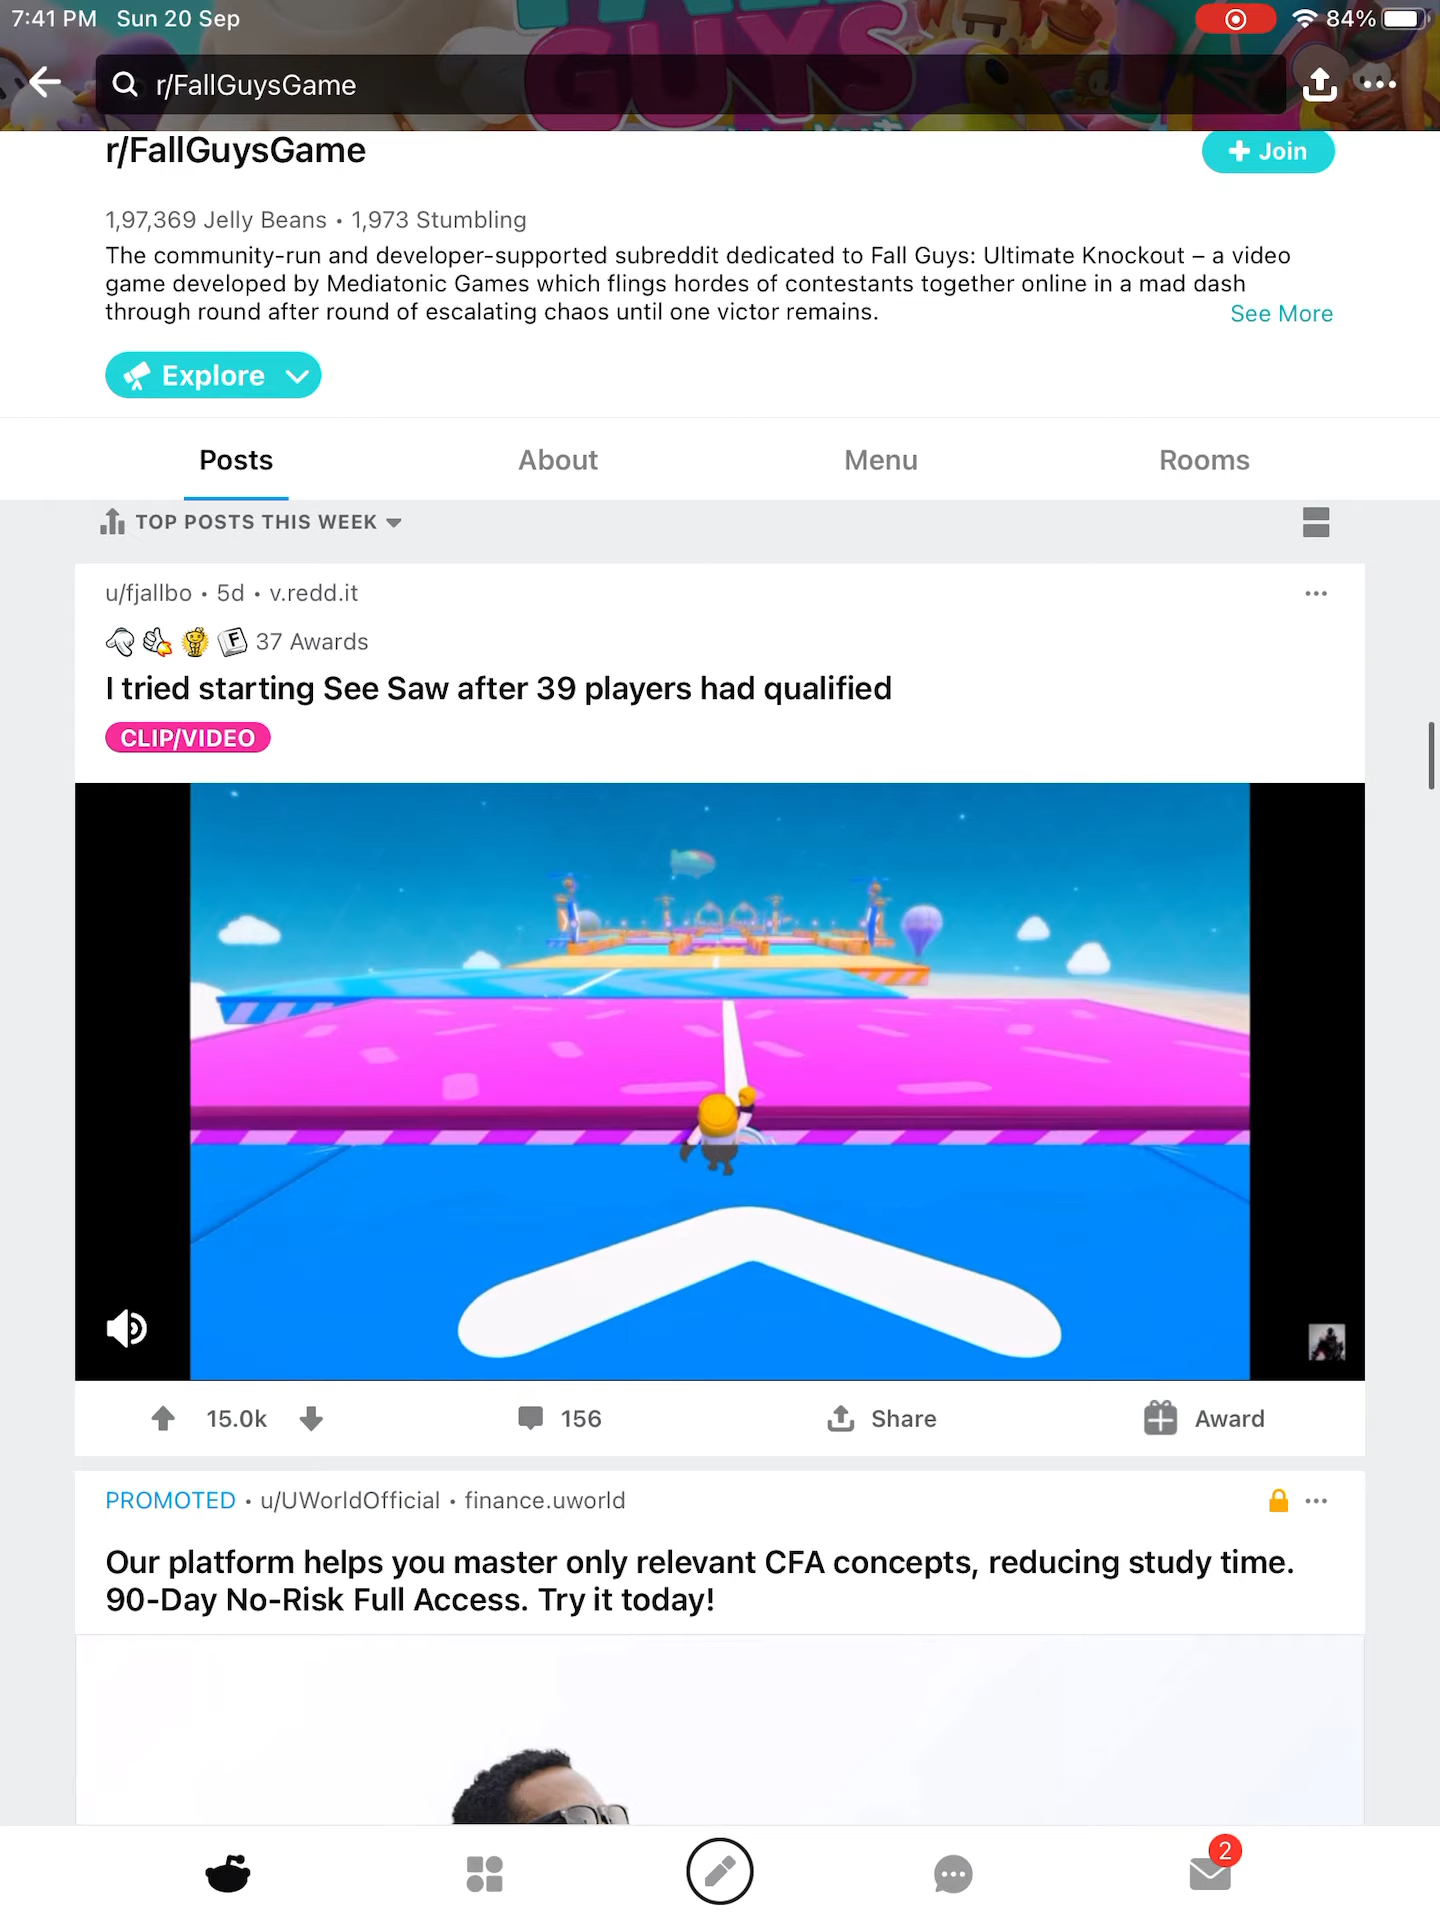 7:41 PM Sun 20 Sep 84%
GUYS
r/FallGuysGame
r/FallGuysGame
Join
1,97,369 Jelly Beans • 1,973 Stumbling
The community-run and developer-supported subreddit dedicated to Fall Guys: Ultimate Knockout – a video
game developed by Mediatonic Games which flings hordes of contestants together online in a mad dash
through round after round of escalating chaos until one victor remains.
See More
Explore
Posts About Menu Rooms
TOP POSTS THIS WEEK
u/fjallbo • 5d • v.redd.it
F 37 Awards
I tried starting See Saw after 39 players had qualified
CLIP/VIDEO
15.0k 156 Share Award
PROMOTED • u/UWorldOfficial • finance.uworld
Our platform helps you master only relevant CFA concepts, reducing study time.
90-Day No-Risk Full Access. Try it today!
2